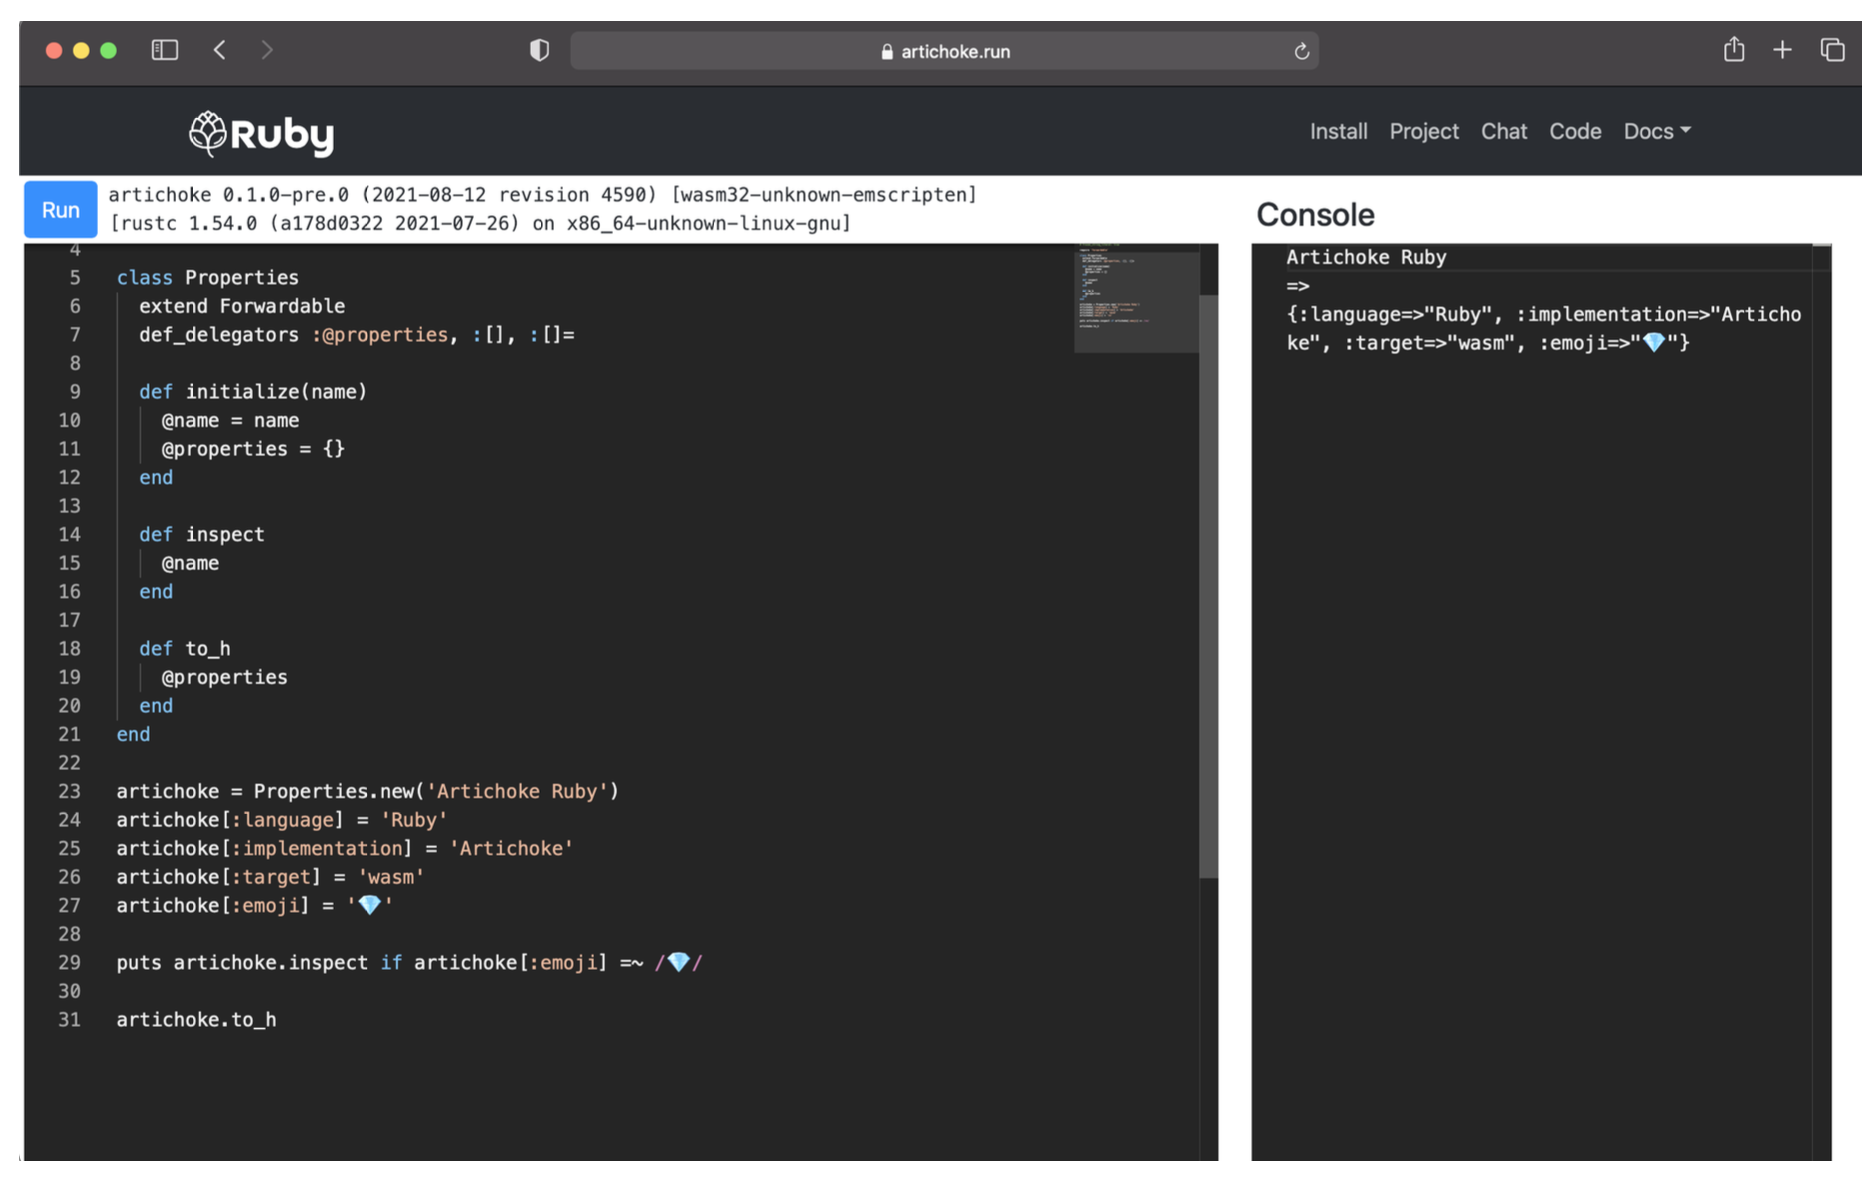 artichoke.run
Ruby
Install Project Chat Code Docs
Run
artichoke 0.1.0-pre.0 (2021-08-12 revision 4590) [wasm32-unknown-emscripten]
[rustc 1.54.0 (a178d0322 2021-07-26) on x86_64-unknown-linux-gnu]
4
5 class Properties
6   extend Forwardable
7   def_delegators :@properties, :[], :[]=
8
9   def initialize(name)
10     @name = name
11     @properties = {}
12   end
13
14   def inspect
15     @name
16   end
17
18   def to_h
19     @properties
20   end
21 end
22
23 artichoke = Properties.new('Artichoke Ruby')
24 artichoke[:language] = 'Ruby'
25 artichoke[:implementation] = 'Artichoke'
26 artichoke[:target] = 'wasm'
27 artichoke[:emoji] = '💎'
28
29 puts artichoke.inspect if artichoke[:emoji] =~ /💎/
30
31 artichoke.to_h
Console
Artichoke Ruby
=>
{:language=>"Ruby", :implementation=>"Articho
ke", :target=>"wasm", :emoji=>"💎"}